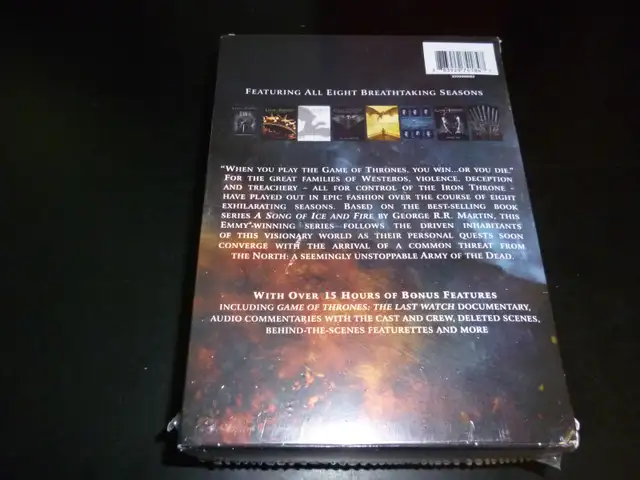 FEATURING ALL EIGHT BREATHTAKING SEASONS
"WHEN YOU PLAY THE GAME OF THRONES, YOU WIN...OR YOU DIE."
FOR THE GREAT FAMILIES OF WESTEROS, VIOLENCE, DECEPTION
AND TREACHERY – ALL FOR CONTROL OF THE IRON THRONE –
HAVE PLAYED OUT IN EPIC FASHION OVER THE COURSE OF EIGHT
EXHILARATING SEASONS. BASED ON THE BEST-SELLING BOOK
SERIES A SONG OF ICE AND FIRE BY GEORGE R.R. MARTIN, THIS
EMMY®-WINNING SERIES FOLLOWS THE DRIVEN INHABITANTS
OF THIS VISIONARY WORLD AS THEIR PERSONAL QUESTS SOON
CONVERGE WITH THE ARRIVAL OF A COMMON THREAT FROM
THE NORTH: A SEEMINGLY UNSTOPPABLE ARMY OF THE DEAD.
WITH OVER 15 HOURS OF BONUS FEATURES
INCLUDING GAME OF THRONES: THE LAST WATCH DOCUMENTARY,
AUDIO COMMENTARIES WITH THE CAST AND CREW, DELETED SCENES,
BEHIND-THE-SCENES FEATURETTES AND MORE